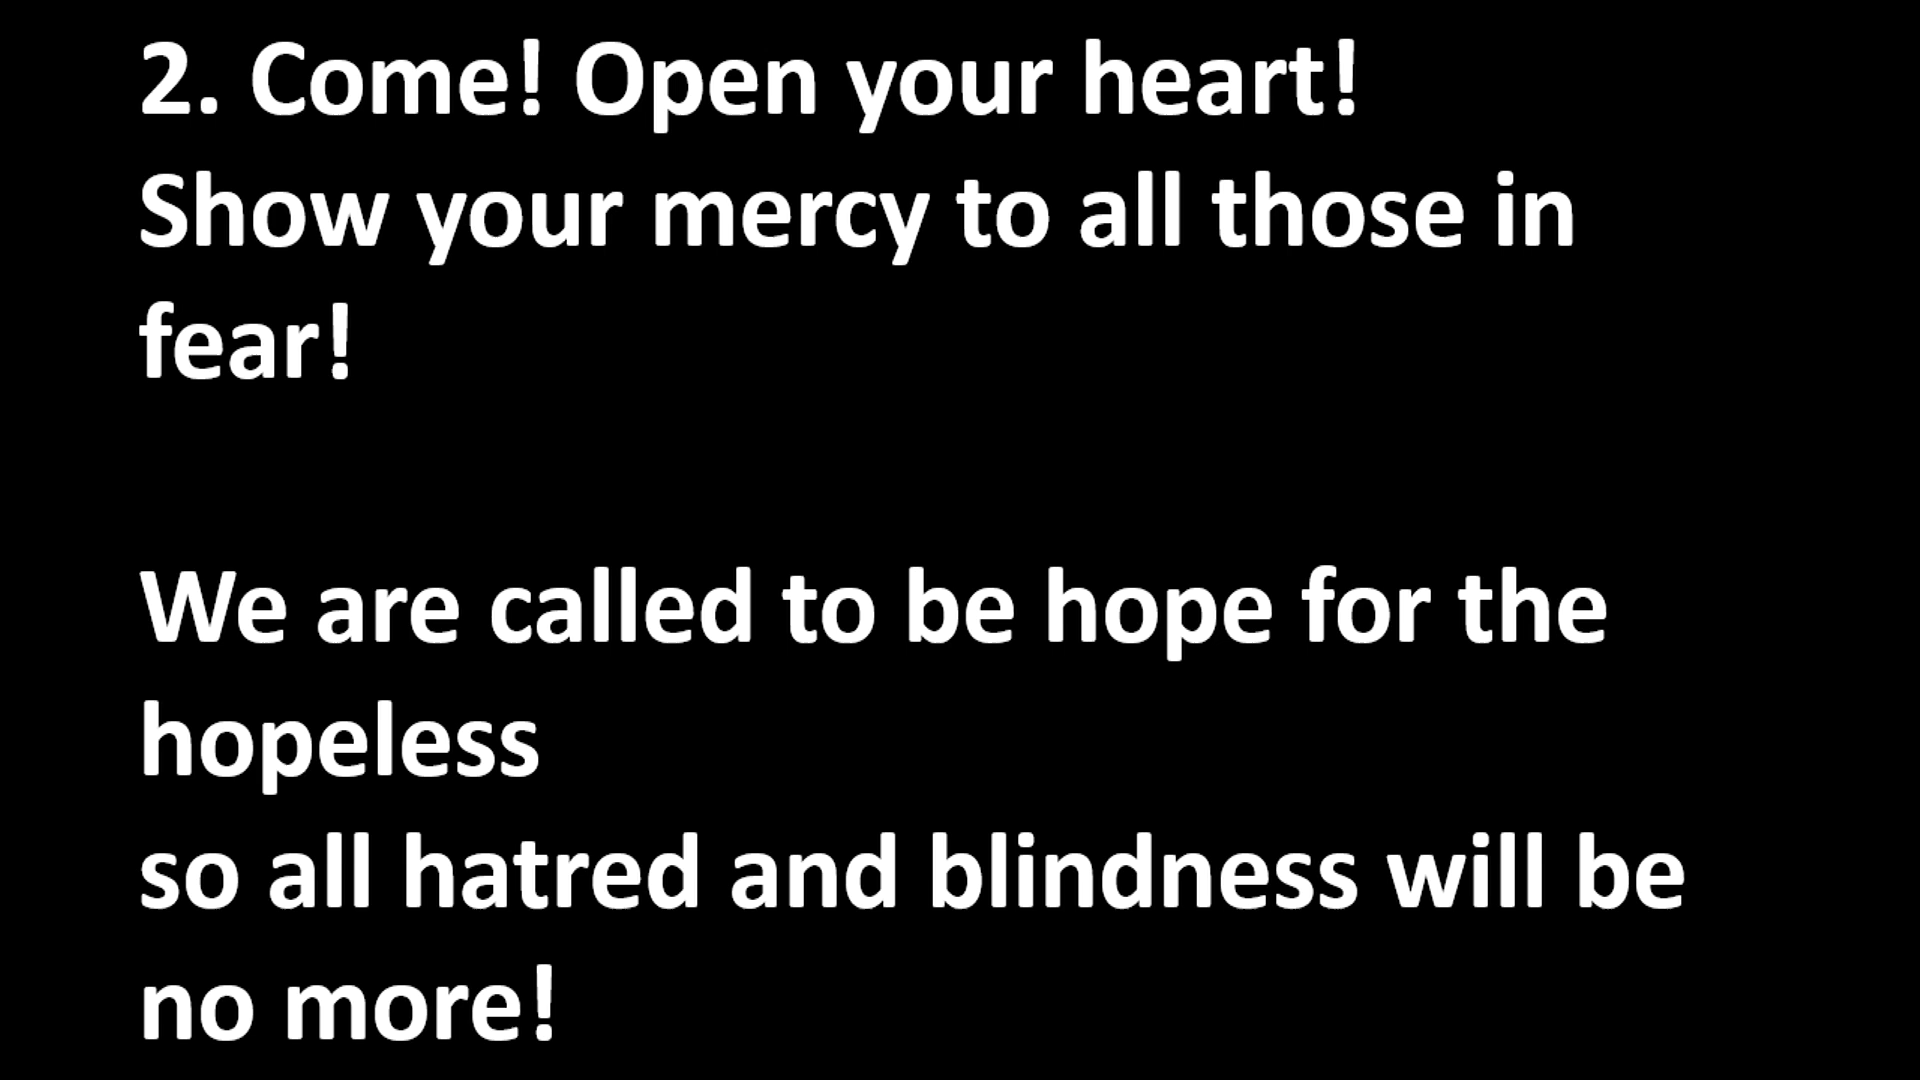 2. Come! Open your heart!
Show your mercy to all those in
fear!
We are called to be hope for the
hopeless
so all hatred and blindness will be
no more!